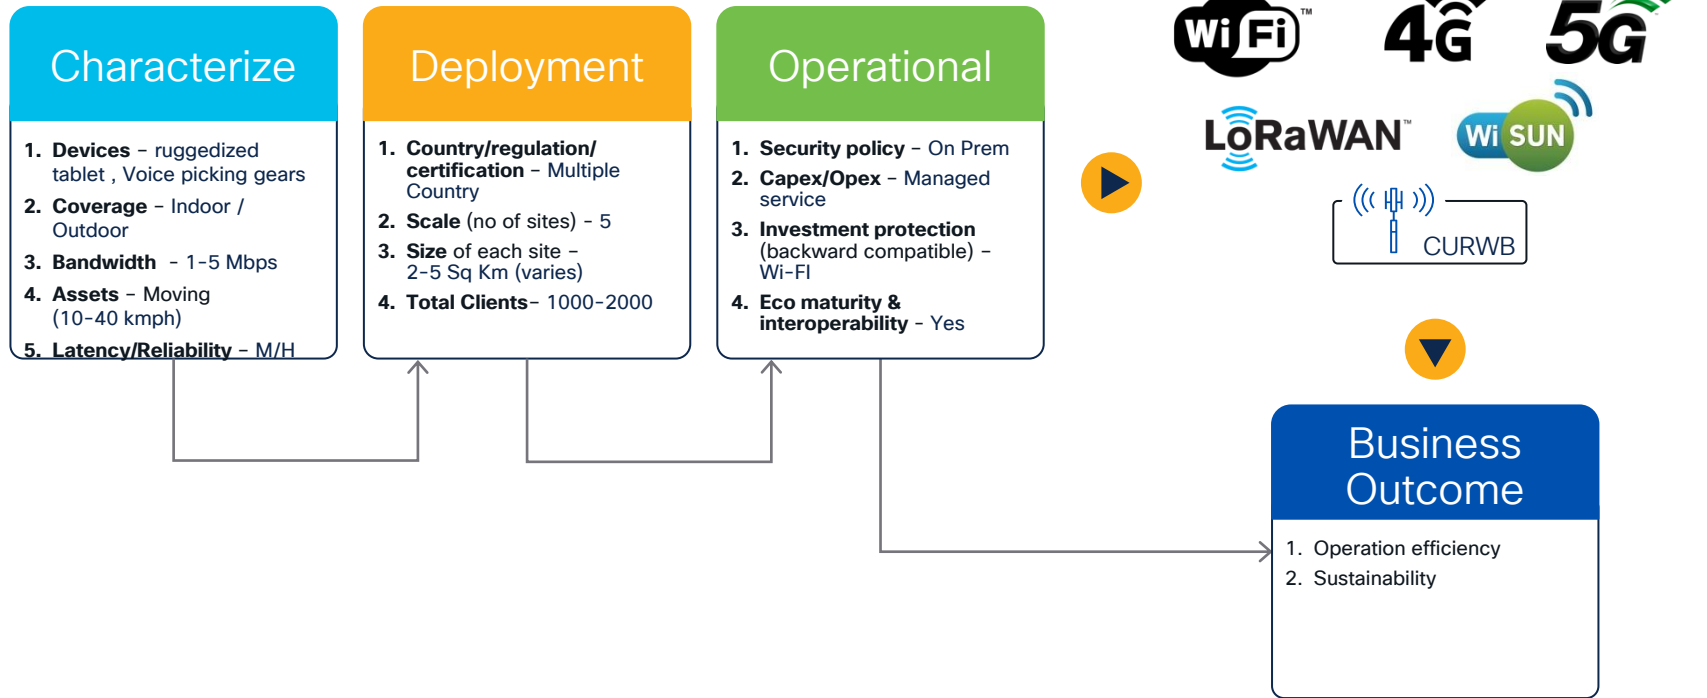 Characterize
1. Devices – ruggedized
tablet , Voice picking gears
2. Coverage – Indoor /
Outdoor
3. Bandwidth  – 1-5 Mbps
4. Assets – Moving
(10-40 kmph)
5. Latency/Reliability – M/H
Deployment
1. Country/regulation/
certification – Multiple
Country
2. Scale (no of sites) - 5
3. Size of each site –
2-5 Sq Km (varies)
4. Total Clients– 1000-2000
Operational
1. Security policy – On Prem
2. Capex/Opex – Managed
service
3. Investment protection
(backward compatible) –
Wi-FI
4. Eco maturity &
interoperability - Yes
Wi Fi™
4G
5G
LoRaWAN™
Wi SUN
CURWB
Business
Outcome
1. Operation efficiency
2. Sustainability